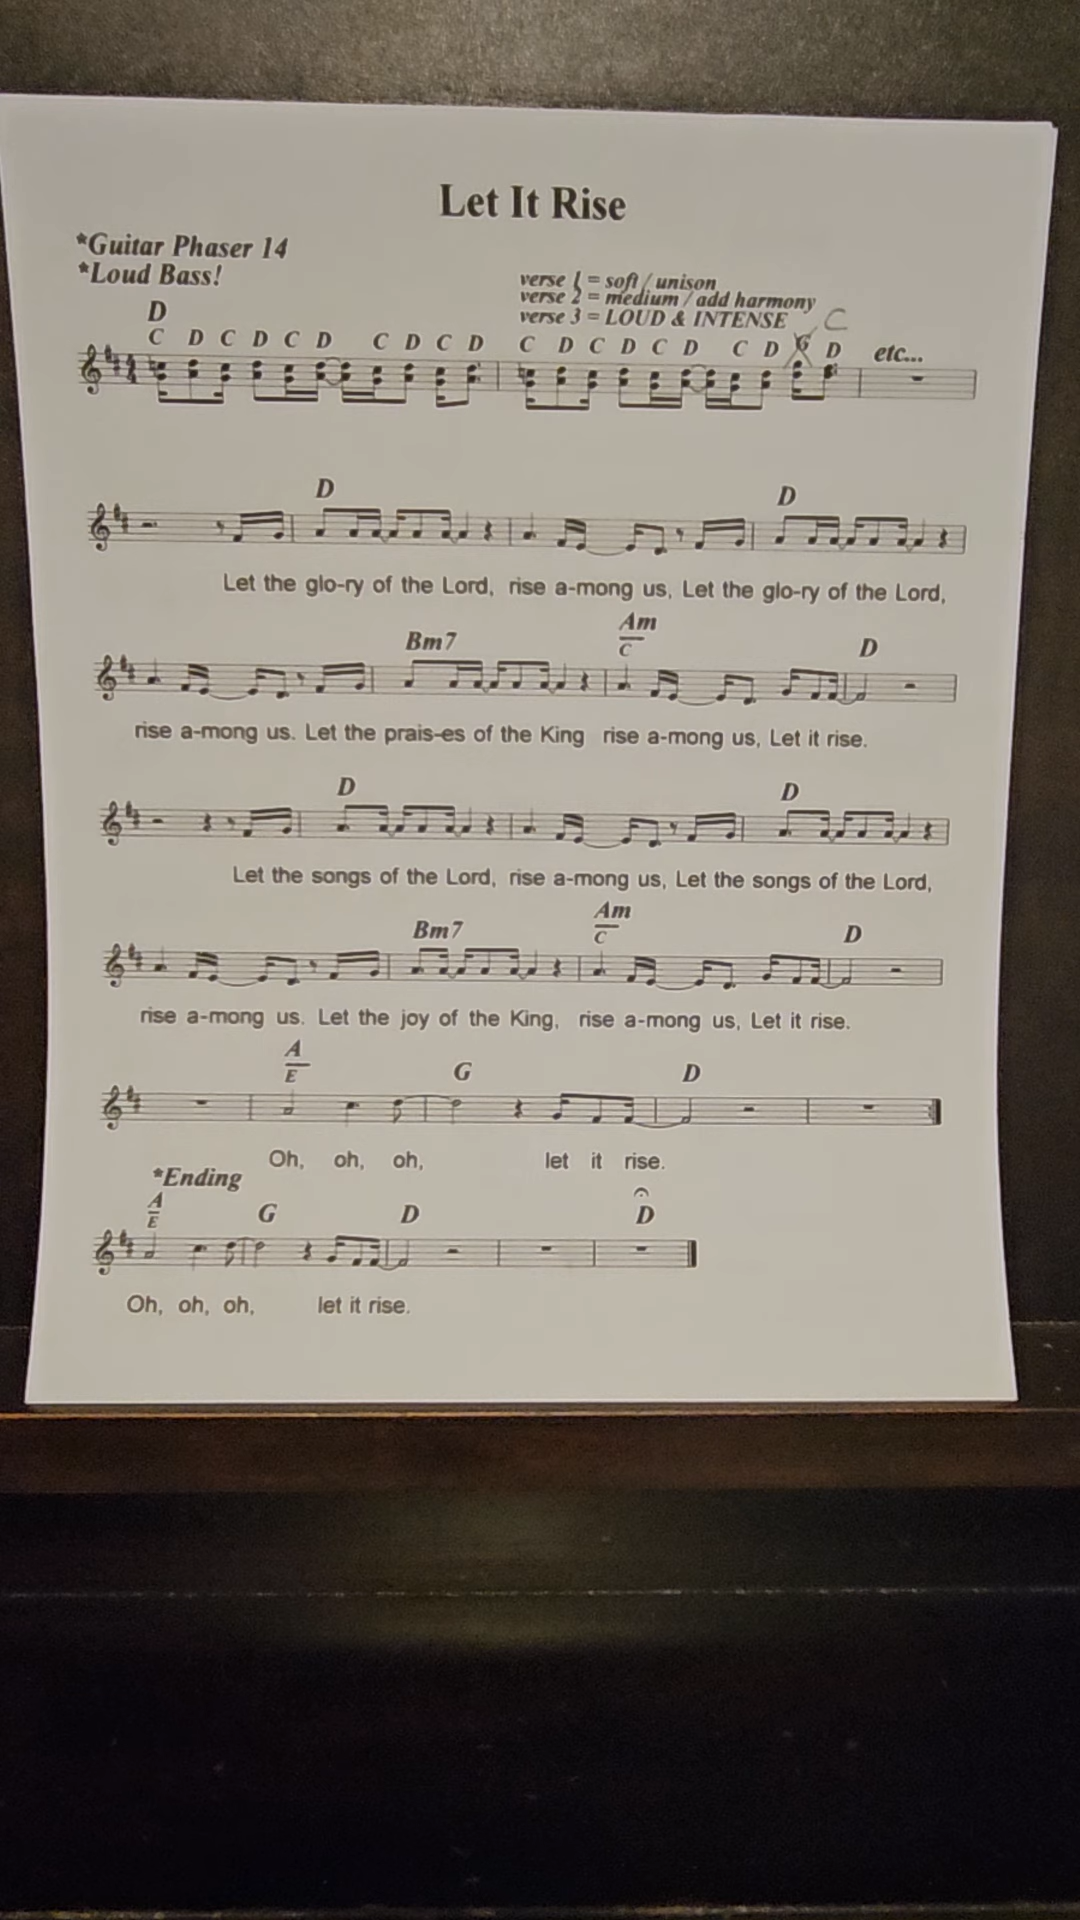 Let It Rise
*Guitar Phaser 14
*Loud Bass!
verse 1 = soft / unison
verse 2 = medium / add harmony
verse 3 = LOUD & INTENSE
C
D
C D C D C D C D C D C D C D C D C D G D etc...
D D
Let the glo-ry of the Lord, rise a-mong us, Let the glo-ry of the Lord,
Bm7 Am/C D
rise a-mong us. Let the prais-es of the King rise a-mong us, Let it rise.
D D
Let the songs of the Lord, rise a-mong us, Let the songs of the Lord,
Bm7 Am/C D
rise a-mong us. Let the joy of the King, rise a-mong us, Let it rise.
A/E G D
Oh, oh, oh, let it rise.
*Ending
A/E G D D
Oh, oh, oh, let it rise.